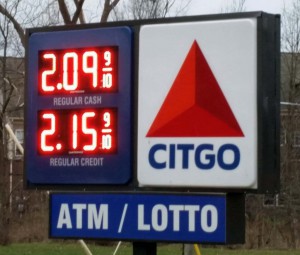 2.09 9/10
REGULAR CASH
2.15 9/10
REGULAR CREDIT
CITGO
ATM / LOTTO